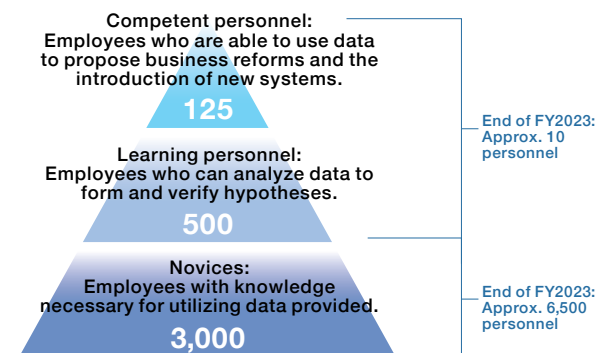 Competent personnel:
Employees who are able to use data
to propose business reforms and the
introduction of new systems.
125
End of FY2023:
Approx. 10
personnel
Learning personnel:
Employees who can analyze data to
form and verify hypotheses.
500
Novices:
Employees with knowledge
necessary for utilizing data provided.
3,000
End of FY2023:
Approx. 6,500
personnel